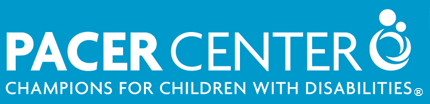 PACER CENTER
CHAMPIONS FOR CHILDREN WITH DISABILITIES®